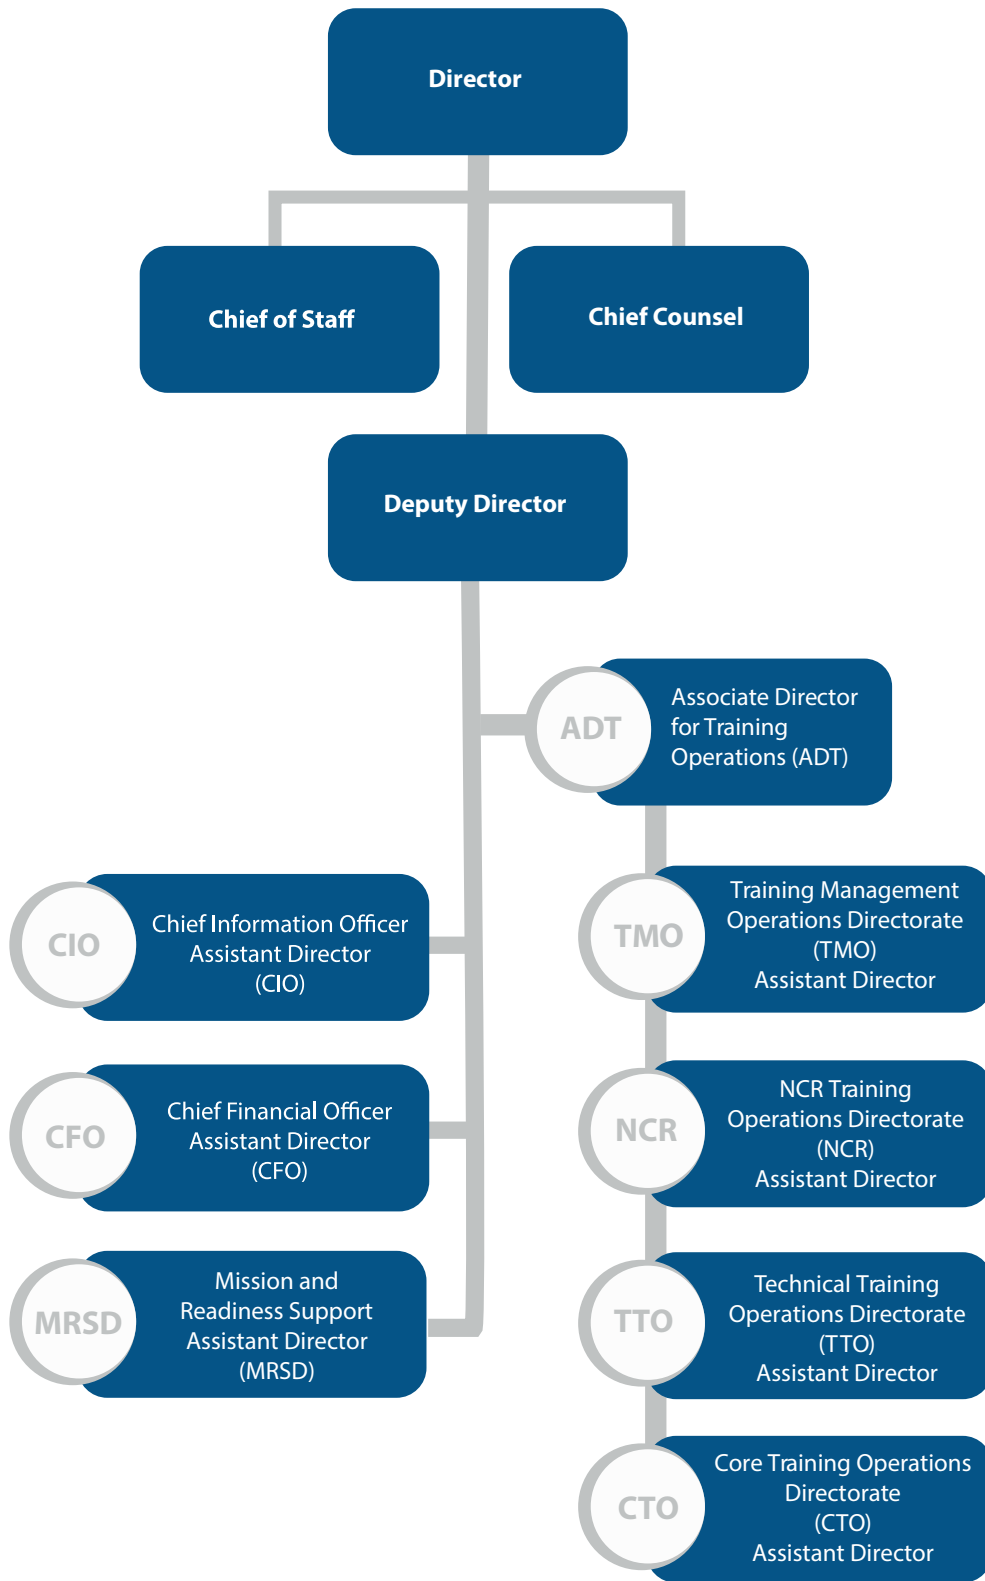 Director
Chief of Staff
Chief Counsel
Deputy Director
ADT
Associate Director
for Training
Operations (ADT)
CIO
Chief Information Officer
Assistant Director
(CIO)
CFO
Chief Financial Officer
Assistant Director
(CFO)
MRSD
Mission and
Readiness Support
Assistant Director
(MRSD)
TMO
Training Management
Operations Directorate
(TMO)
Assistant Director
NCR
NCR Training
Operations Directorate
(NCR)
Assistant Director
TTO
Technical Training
Operations Directorate
(TTO)
Assistant Director
CTO
Core Training Operations
Directorate
(CTO)
Assistant Director